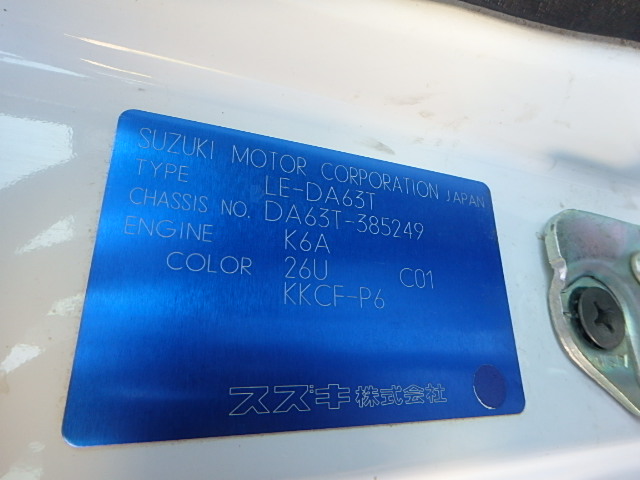 SUZUKI MOTOR CORPORATION JAPAN
TYPE LE-DA63T
CHASSIS NO. DA63T-385249
ENGINE K6A
COLOR 26U C01
KKCF-P6
スズキ株式会社